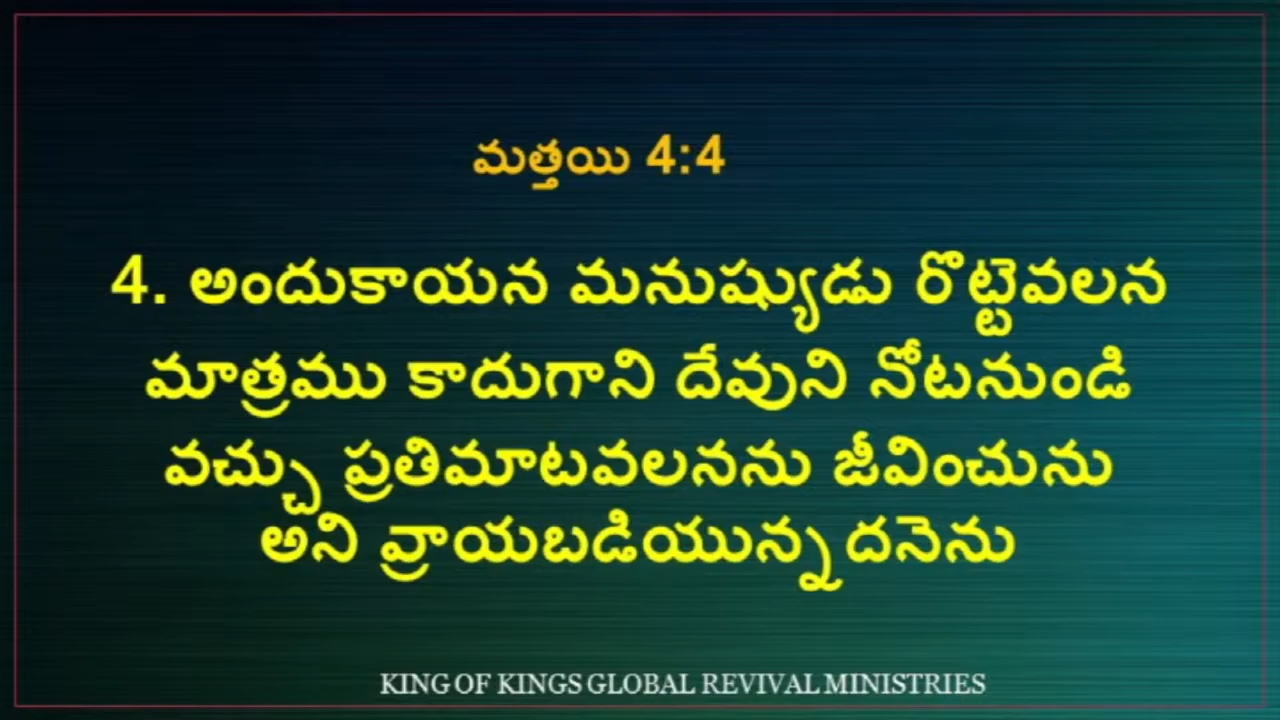 మత్తయి 4:4
4. అందుకాయన మనుష్యుడు రొట్టెవలన
మాత్రము కాదుగాని దేవుని నోటనుండి
వచ్చు ప్రతిమాటవలనను జీవించును
అని వ్రాయబడియున్నదనెను
KING OF KINGS GLOBAL REVIVAL MINISTRIES